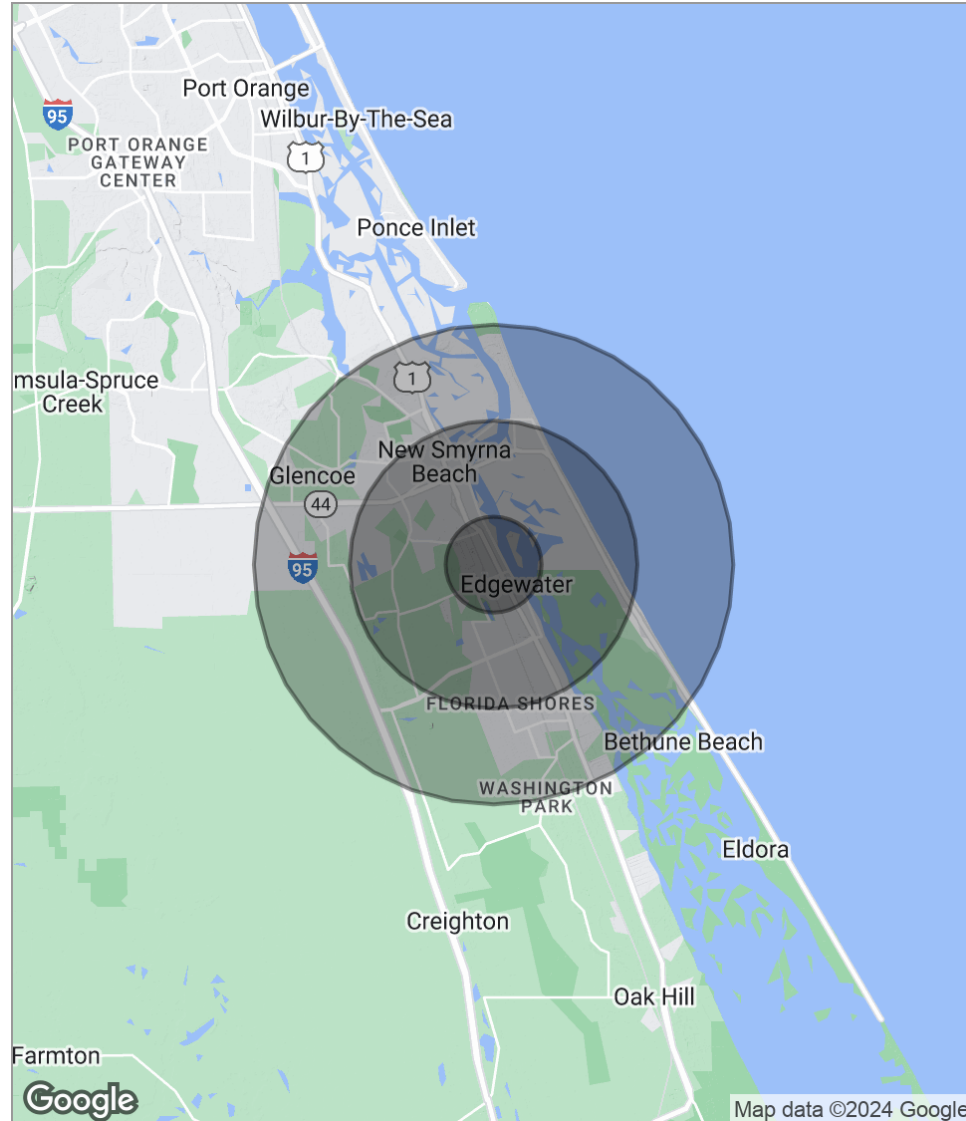 Port Orange
Wilbur-By-The-Sea
95
PORT ORANGE
GATEWAY
CENTER
1
Ponce Inlet
1
msula-Spruce
Creek
New Smyrna
Beach
Glencoe
44
95
Edgewater
FLORIDA SHORES
Bethune Beach
WASHINGTON
PARK
Eldora
Creighton
Oak Hill
Farmton
Google
Map data ©2024 Google